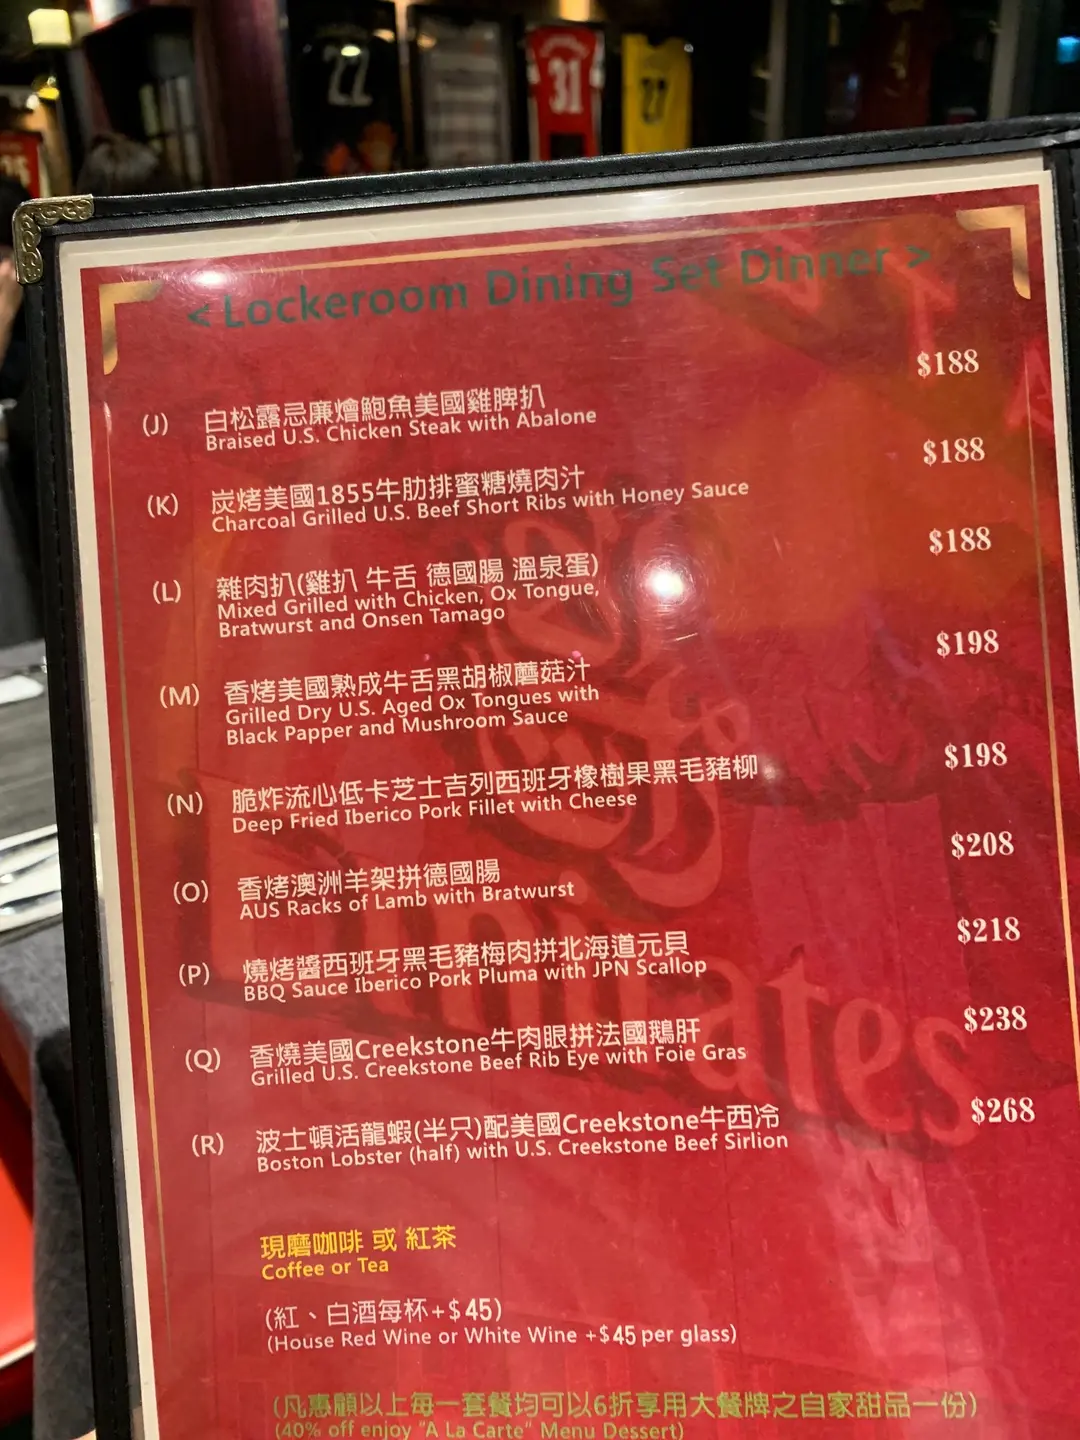 22
31
27
< Lockeroom Dining Set Dinner >
$188
(J) 白松露忌廉燴鮑魚美國雞脾扒
Braised U.S. Chicken Steak with Abalone
$188
(K) 炭烤美國1855牛肋排蜜糖燒肉汁
Charcoal Grilled U.S. Beef Short Ribs with Honey Sauce
$188
(L) 雜肉扒(雞扒 牛舌 德國腸 溫泉蛋)
Mixed Grilled with Chicken, Ox Tongue,
Bratwurst and Onsen Tamago
$198
(M) 香烤美國熟成牛舌黑胡椒蘑菇汁
Grilled Dry U.S. Aged Ox Tongues with
Black Papper and Mushroom Sauce
$198
(N) 脆炸流心低卡芝士吉列西班牙橡樹果黑毛豬柳
Deep Fried Iberico Pork Fillet with Cheese
$208
(O) 香烤澳洲羊架拼德國腸
AUS Racks of Lamb with Bratwurst
$218
(P) 燒烤醬西班牙黑毛豬梅肉拼北海道元貝
BBQ Sauce Iberico Pork Pluma with JPN Scallop
$238
(Q) 香燒美國Creekstone牛肉眼拼法國鵝肝
Grilled U.S. Creekstone Beef Rib Eye with Foie Gras
$268
(R) 波士頓活龍蝦(半只)配美國Creekstone牛西冷
Boston Lobster (half) with U.S. Creekstone Beef Sirlion
Emirates
現磨咖啡 或 紅茶
Coffee or Tea
(紅、白酒每杯+$45)
(House Red Wine or White Wine +$45 per glass)
(凡惠顧以上每一套餐均可以6折享用大餐牌之自家甜品一份)
(40% off enjoy "A La Carte" Menu Dessert)